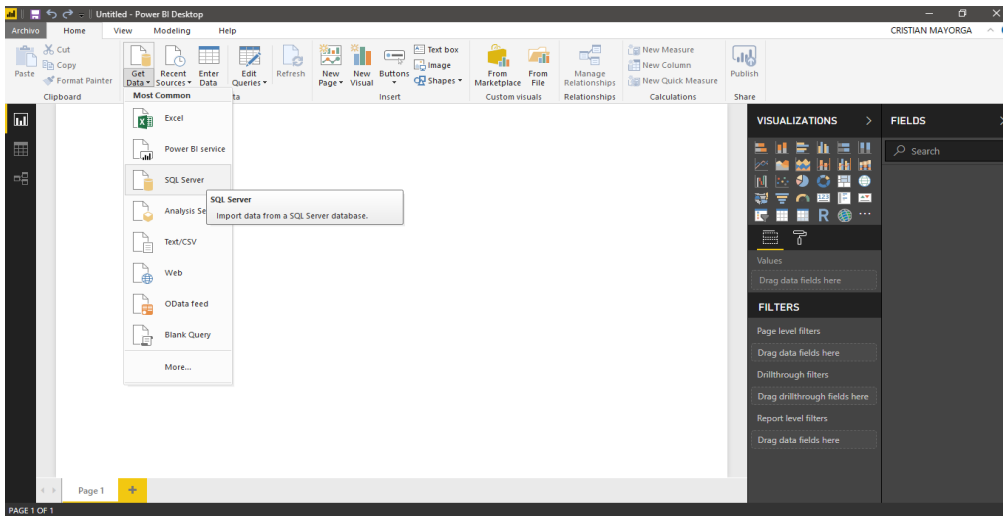 Untitled - Power BI Desktop
Archivo Home View Modeling Help CRISTIAN MAYORGA
Paste
Cut
Copy
Format Painter
Clipboard
Get Data
Recent Sources
Enter Data
Edit Queries
Refresh
ta
New Page
New Visual
Buttons
Text box
Image
Shapes
Insert
From Marketplace
From File
Custom visuals
Manage Relationships
Relationships
New Measure
New Column
New Quick Measure
Calculations
Publish
Share
Most Common
Excel
Power BI service
SQL Server
SQL Server
Import data from a SQL Server database.
Analysis Se
Text/CSV
Web
OData feed
Blank Query
More...
VISUALIZATIONS
123
R
Values
Drag data fields here
FILTERS
Page level filters
Drag data fields here
Drillthrough filters
Drag drillthrough fields here
Report level filters
Drag data fields here
FIELDS
Search
Page 1
PAGE 1 OF 1